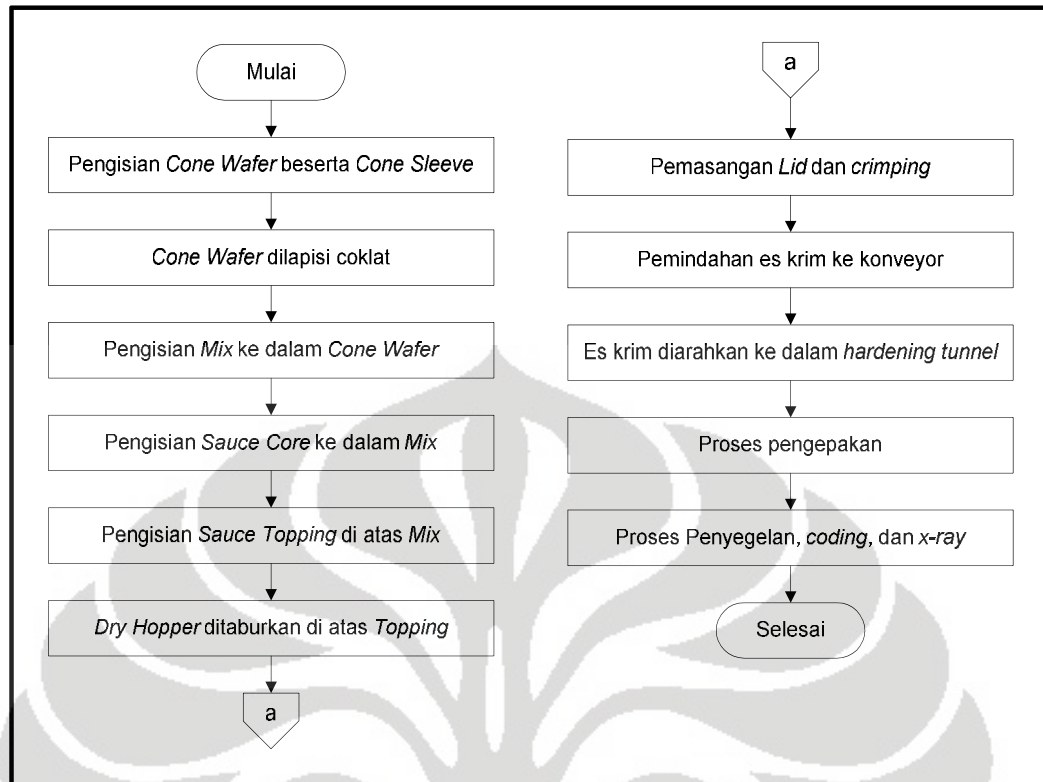 Mulai
Pengisian Cone Wafer beserta Cone Sleeve
Cone Wafer dilapisi coklat
Pengisian Mix ke dalam Cone Wafer
Pengisian Sauce Core ke dalam Mix
Pengisian Sauce Topping di atas Mix
Dry Hopper ditaburkan di atas Topping
a
a
Pemasangan Lid dan crimping
Pemindahan es krim ke konveyor
Es krim diarahkan ke dalam hardening tunnel
Proses pengepakan
Proses Penyegelan, coding, dan x-ray
Selesai